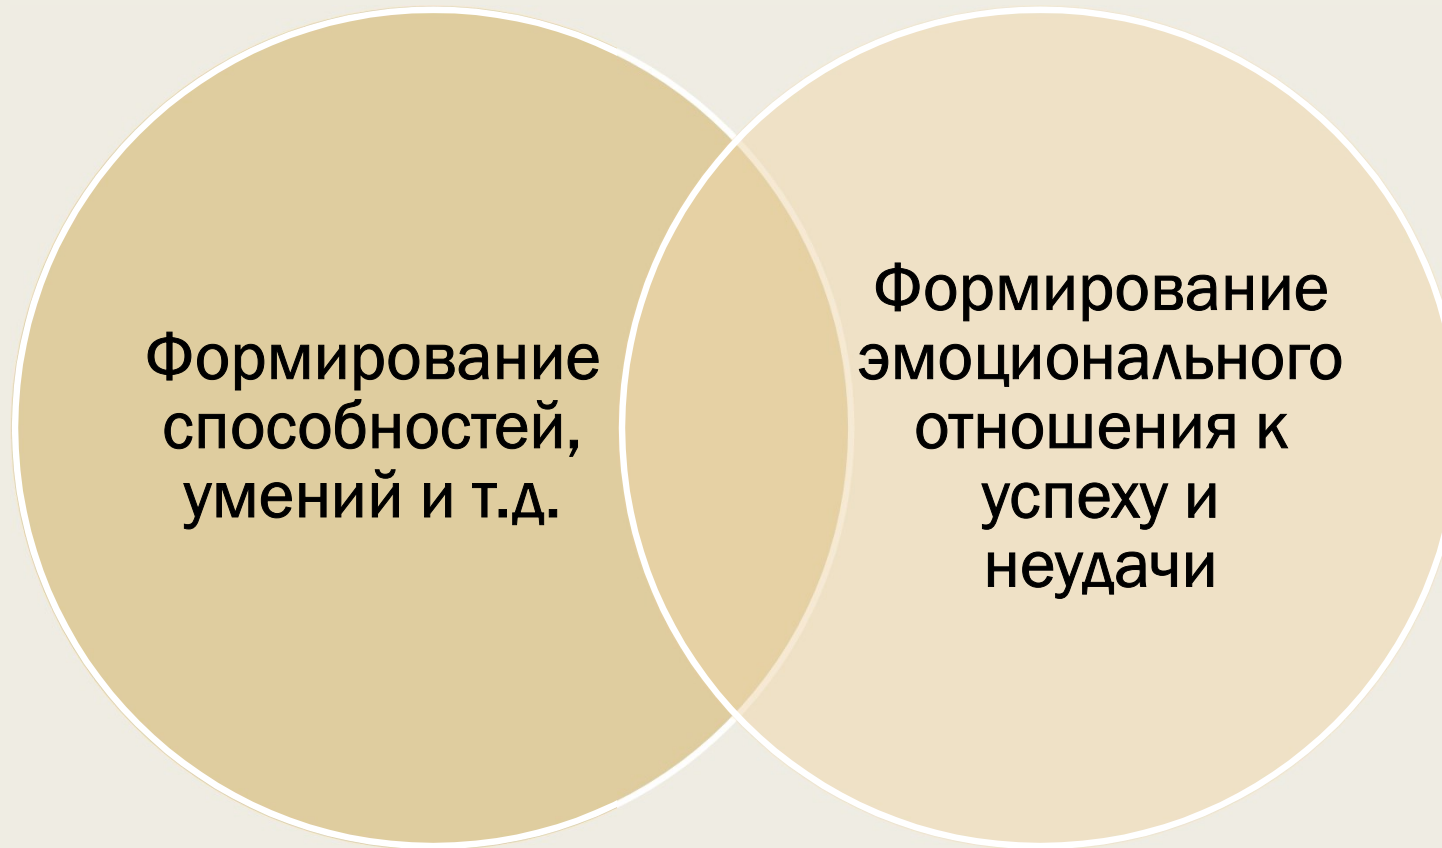 Формирование
способностей,
умений и т.д.
Формирование
эмоционального
отношения к
успеху и
неудачи